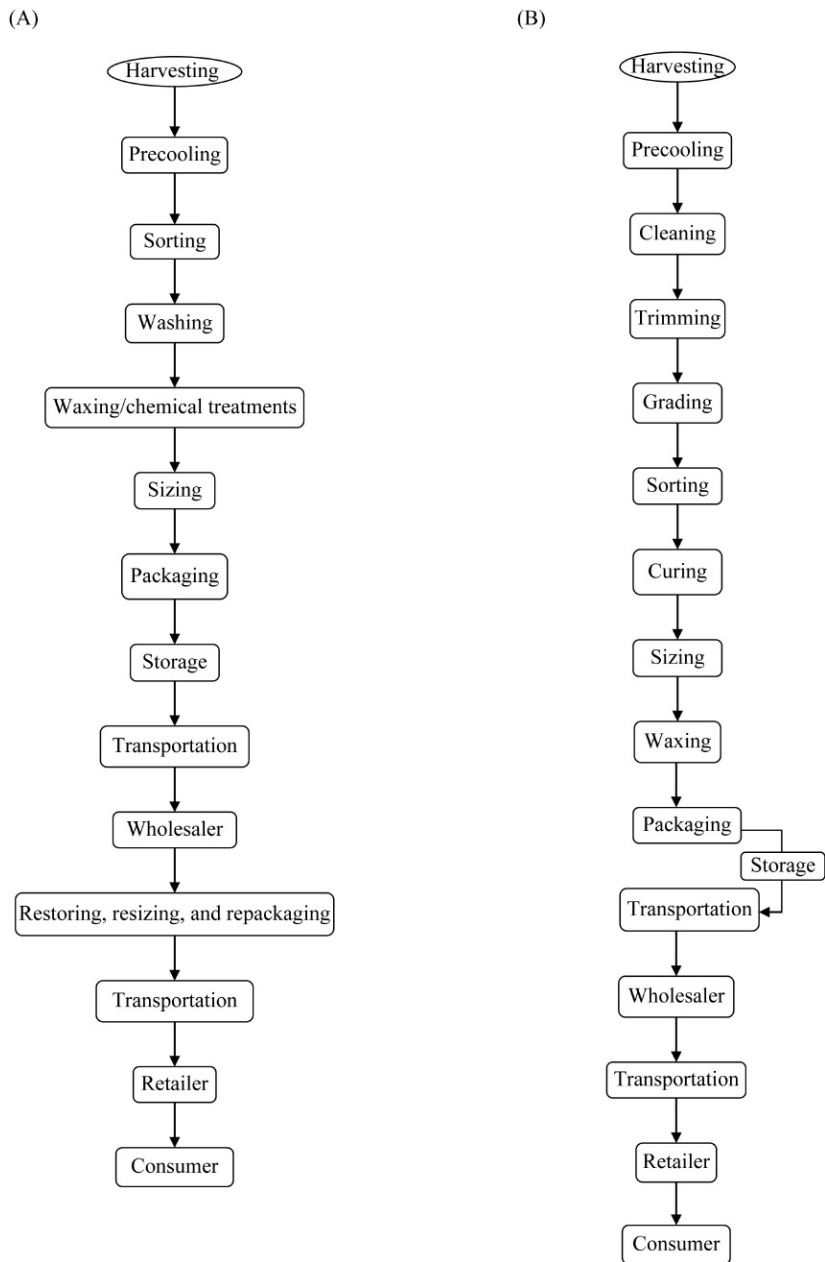 (A)
Harvesting
Precooling
Sorting
Washing
Waxing/chemical treatments
Sizing
Packaging
Storage
Transportation
Wholesaler
Restoring, resizing, and repackaging
Transportation
Retailer
Consumer
(B)
Harvesting
Precooling
Cleaning
Trimming
Grading
Sorting
Curing
Sizing
Waxing
Packaging
Storage
Transportation
Wholesaler
Transportation
Retailer
Consumer